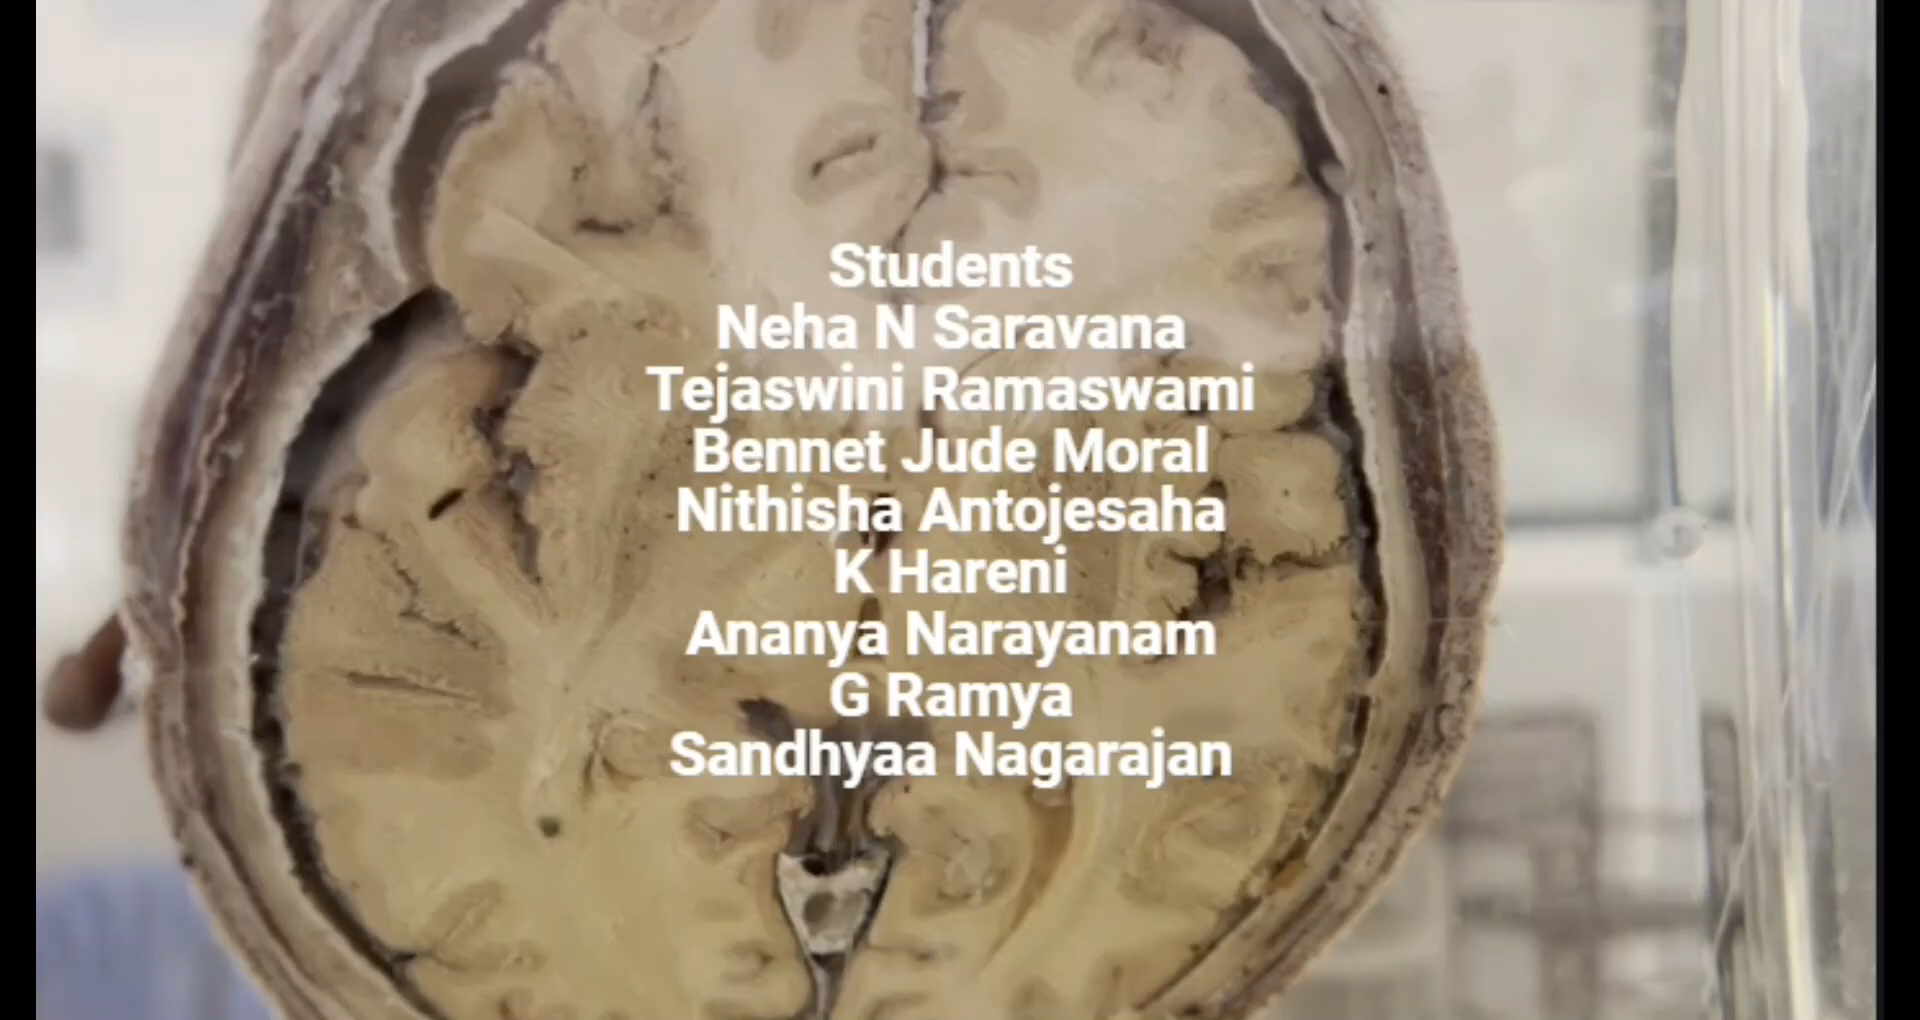 Students
Neha N Saravana
Tejaswini Ramaswami
Bennet Jude Moral
Nithisha Antojesaha
K Hareni
Ananya Narayanam
G Ramya
Sandhyaa Nagarajan